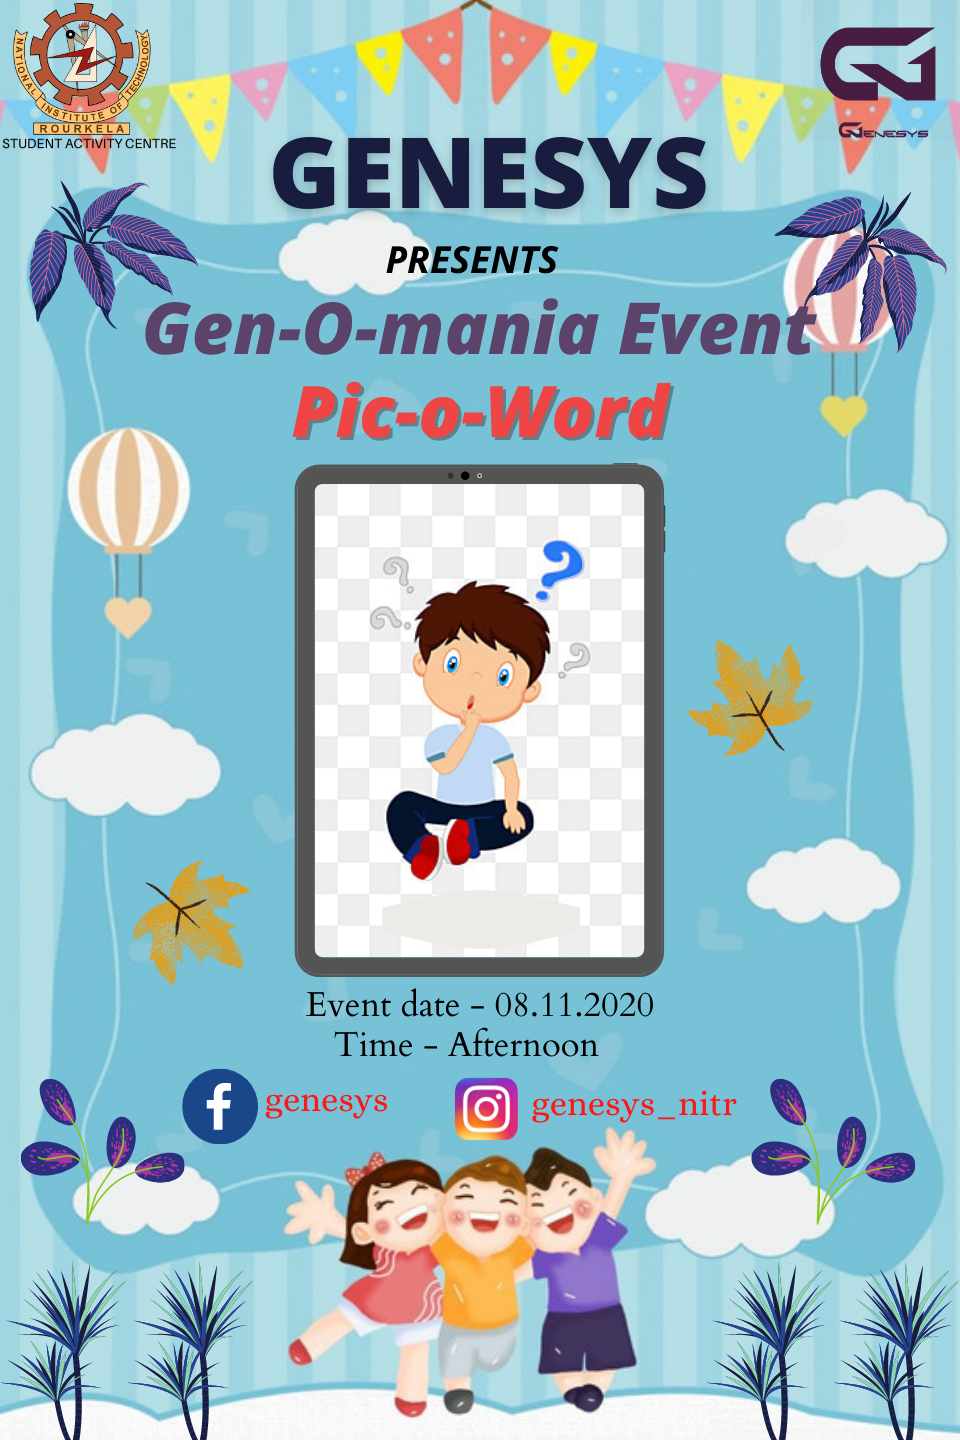 NATIONAL INSTITUTE OF TECHNOLOGY
ROURKELA
STUDENT ACTIVITY CENTRE
GENESYS
GENESYS
PRESENTS
Gen-O-mania Event
Pic-o-Word
?
?
?
?
Event date - 08.11.2020
Time - Afternoon
genesys
genesys_nitr